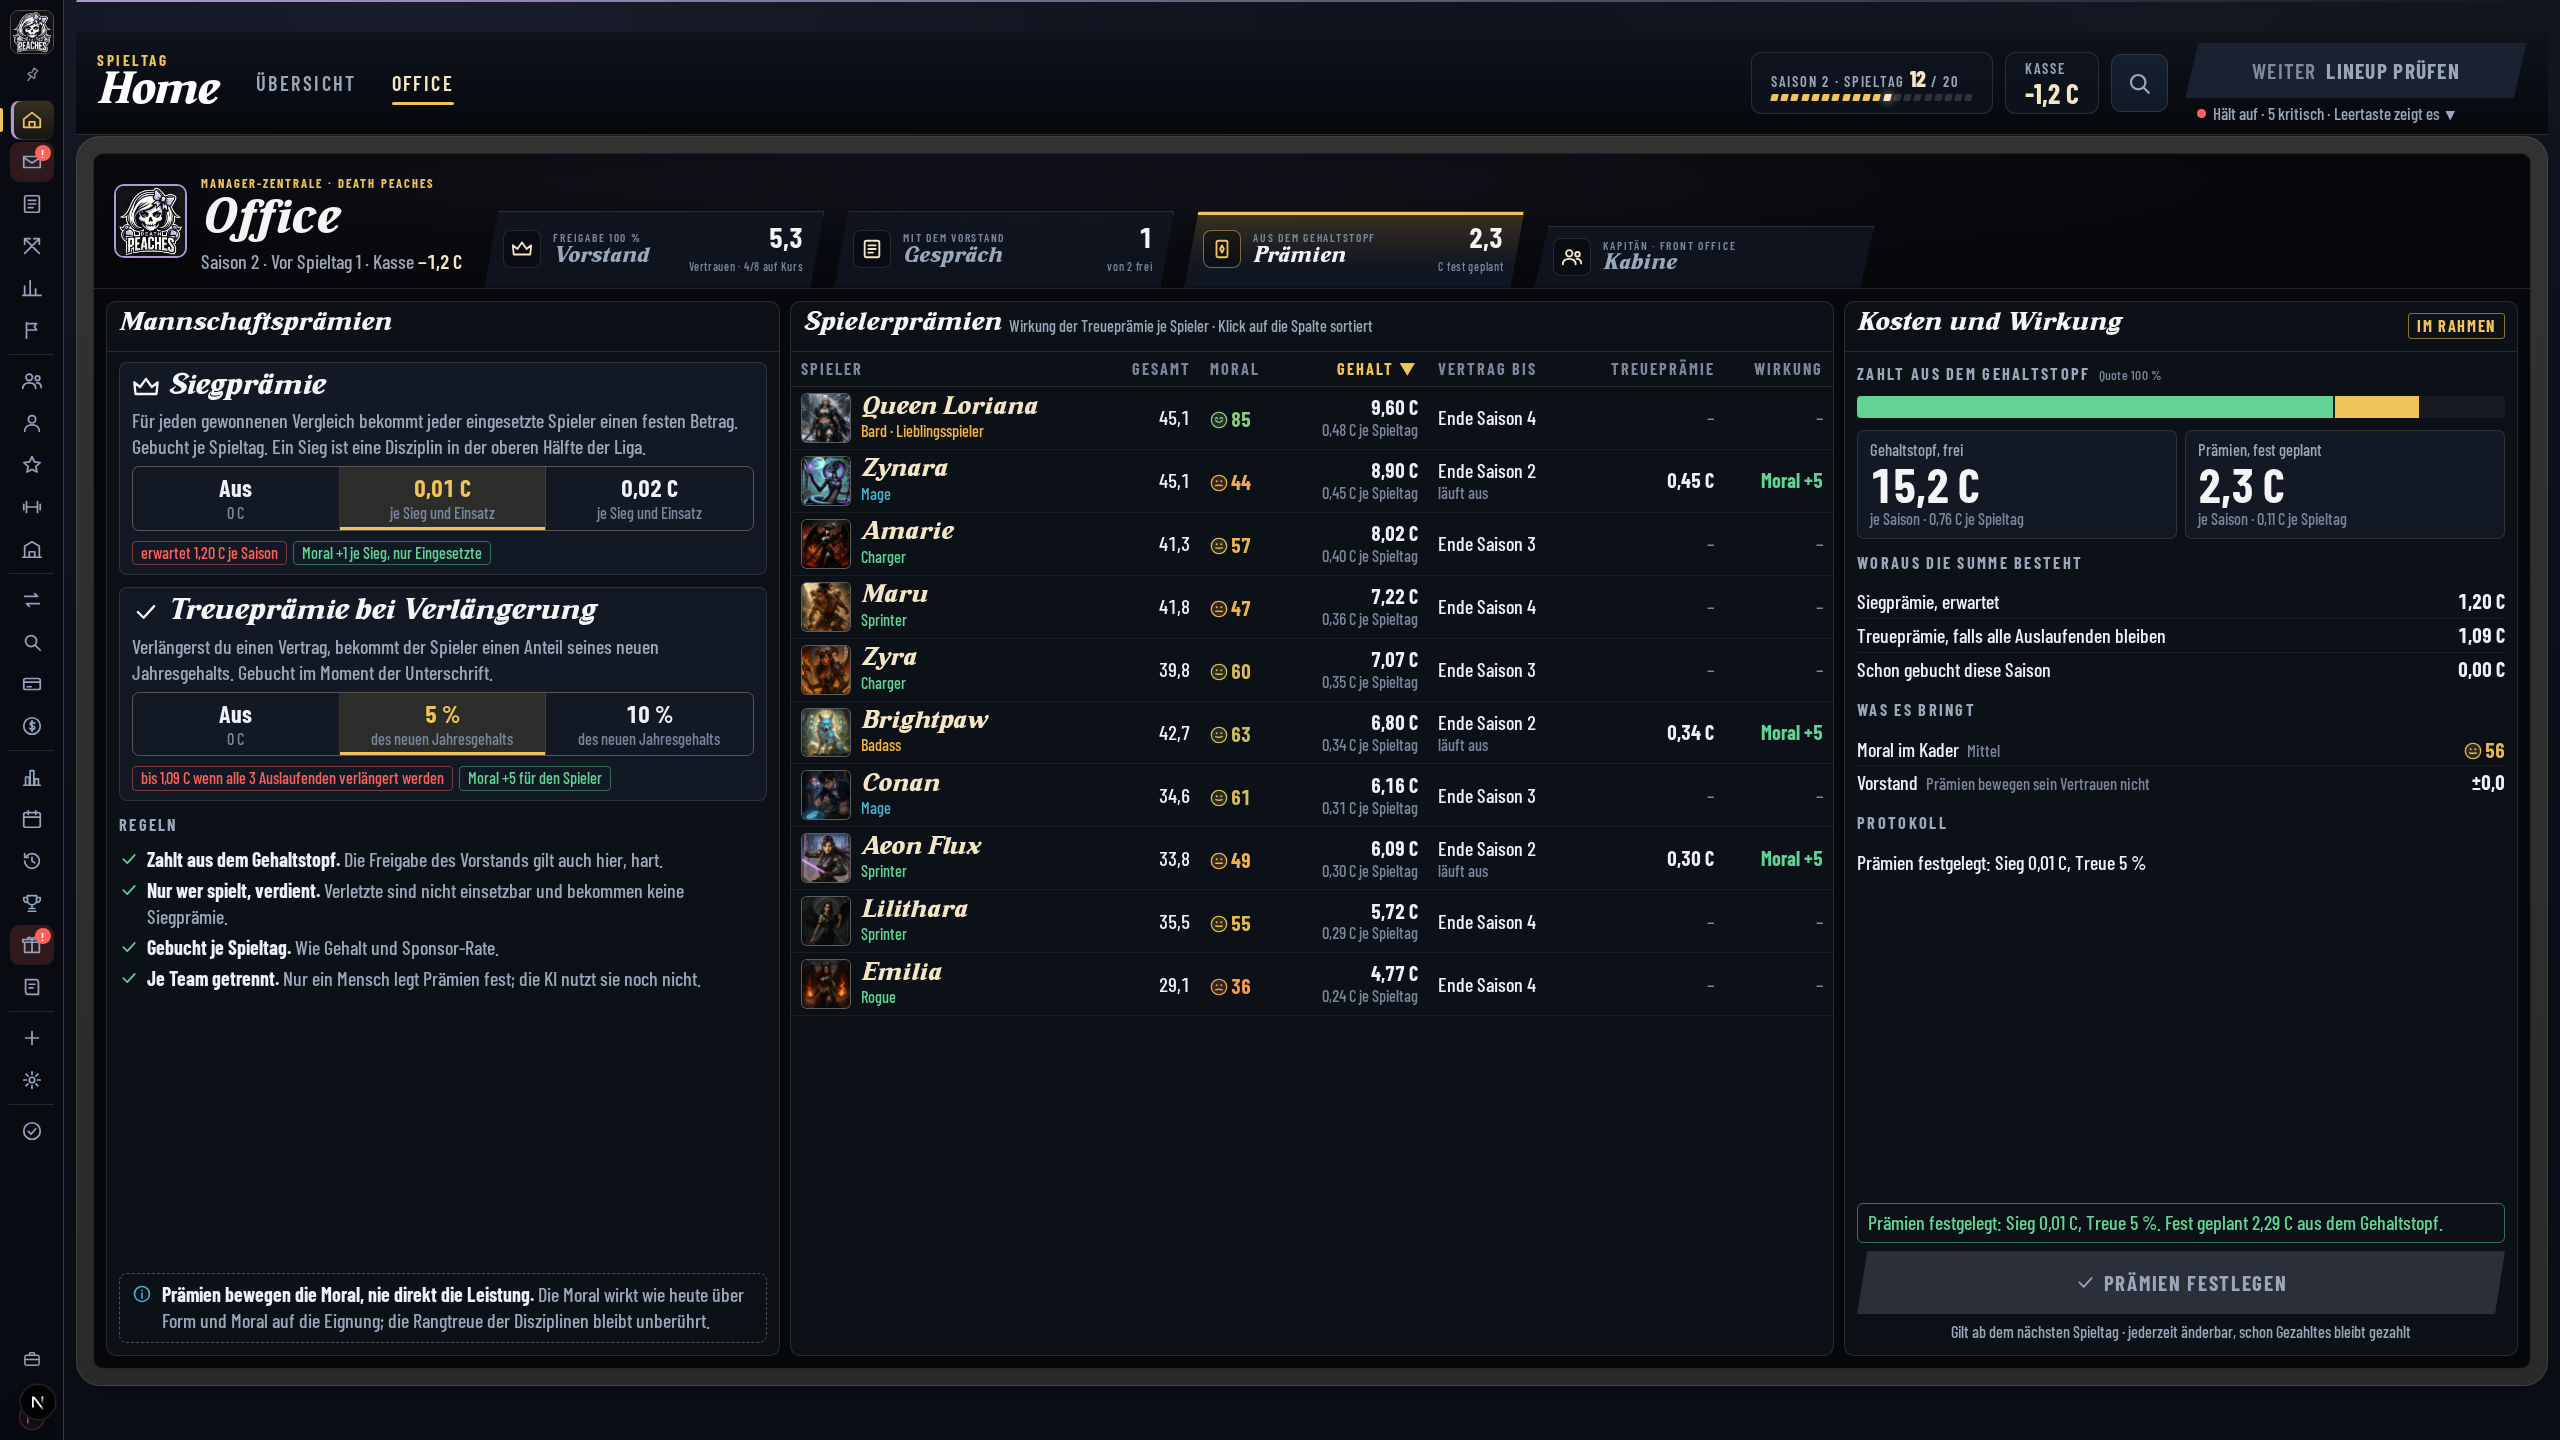 SPIELTAG
Home
ÜBERSICHT
OFFICE
SAISON 2 · SPIELTAG 12 / 20
KASSE
-1,2 C
WEITER LINEUP PRÜFEN
Hält auf · 5 kritisch · Leertaste zeigt es ▼
MANAGER-ZENTRALE · DEATH PEACHES
Office
Saison 2 · Vor Spieltag 1 · Kasse −1,2 C
FREIGABE 100 %
Vorstand
5,3
Vertrauen · 4/8 auf Kurs
MIT DEM VORSTAND
Gespräch
1
von 2 frei
AUS DEM GEHALTSTOPF
Prämien
2,3
C fest geplant
KAPITÄN · FRONT OFFICE
Kabine
Mannschaftsprämien
Siegprämie
Für jeden gewonnenen Vergleich bekommt jeder eingesetzte Spieler einen festen Betrag.
Gebucht je Spieltag. Ein Sieg ist eine Disziplin in der oberen Hälfte der Liga.
Aus
0 C
0,01 C
je Sieg und Einsatz
0,02 C
je Sieg und Einsatz
erwartet 1,20 C je Saison
Moral +1 je Sieg, nur Eingesetzte
Treueprämie bei Verlängerung
Verlängerst du einen Vertrag, bekommt der Spieler einen Anteil seines neuen
Jahresgehalts. Gebucht im Moment der Unterschrift.
Aus
0 C
5 %
des neuen Jahresgehalts
10 %
des neuen Jahresgehalts
bis 1,09 C wenn alle 3 Auslaufenden verlängert werden
Moral +5 für den Spieler
REGELN
Zahlt aus dem Gehaltstopf. Die Freigabe des Vorstands gilt auch hier, hart.
Nur wer spielt, verdient. Verletzte sind nicht einsetzbar und bekommen keine
Siegprämie.
Gebucht je Spieltag. Wie Gehalt und Sponsor-Rate.
Je Team getrennt. Nur ein Mensch legt Prämien fest; die KI nutzt sie noch nicht.
Prämien bewegen die Moral, nie direkt die Leistung. Die Moral wirkt wie heute über
Form und Moral auf die Eignung; die Rangtreue der Disziplinen bleibt unberührt.
Spielerprämien Wirkung der Treueprämie je Spieler · Klick auf die Spalte sortiert
SPIELER GESAMT MORAL GEHALT ▼ VERTRAG BIS TREUEPRÄMIE WIRKUNG
Queen Loriana
Bard · Lieblingsspieler
45,1 85 9,60 C
0,48 C je Spieltag
Ende Saison 4 – –
Zynara
Mage
45,1 44 8,90 C
0,45 C je Spieltag
Ende Saison 2
läuft aus
0,45 C Moral +5
Amarie
Charger
41,3 57 8,02 C
0,40 C je Spieltag
Ende Saison 3 – –
Maru
Sprinter
41,8 47 7,22 C
0,36 C je Spieltag
Ende Saison 4 – –
Zyra
Charger
39,8 60 7,07 C
0,35 C je Spieltag
Ende Saison 3 – –
Brightpaw
Badass
42,7 63 6,80 C
0,34 C je Spieltag
Ende Saison 2
läuft aus
0,34 C Moral +5
Conan
Mage
34,6 61 6,16 C
0,31 C je Spieltag
Ende Saison 3 – –
Aeon Flux
Sprinter
33,8 49 6,09 C
0,30 C je Spieltag
Ende Saison 2
läuft aus
0,30 C Moral +5
Lilithara
Sprinter
35,5 55 5,72 C
0,29 C je Spieltag
Ende Saison 4 – –
Emilia
Rogue
29,1 36 4,77 C
0,24 C je Spieltag
Ende Saison 4 – –
Kosten und Wirkung
IM RAHMEN
ZAHLT AUS DEM GEHALTSTOPF Quote 100 %
Gehaltstopf, frei
15,2 C
je Saison · 0,76 C je Spieltag
Prämien, fest geplant
2,3 C
je Saison · 0,11 C je Spieltag
WORAUS DIE SUMME BESTEHT
Siegprämie, erwartet 1,20 C
Treueprämie, falls alle Auslaufenden bleiben 1,09 C
Schon gebucht diese Saison 0,00 C
WAS ES BRINGT
Moral im Kader Mittel 56
Vorstand Prämien bewegen sein Vertrauen nicht ±0,0
PROTOKOLL
Prämien festgelegt: Sieg 0,01 C, Treue 5 %
Prämien festgelegt: Sieg 0,01 C, Treue 5 %. Fest geplant 2,29 C aus dem Gehaltstopf.
PRÄMIEN FESTLEGEN
Gilt ab dem nächsten Spieltag · jederzeit änderbar, schon Gezahltes bleibt gezahlt
DEATH
PEACHES
N